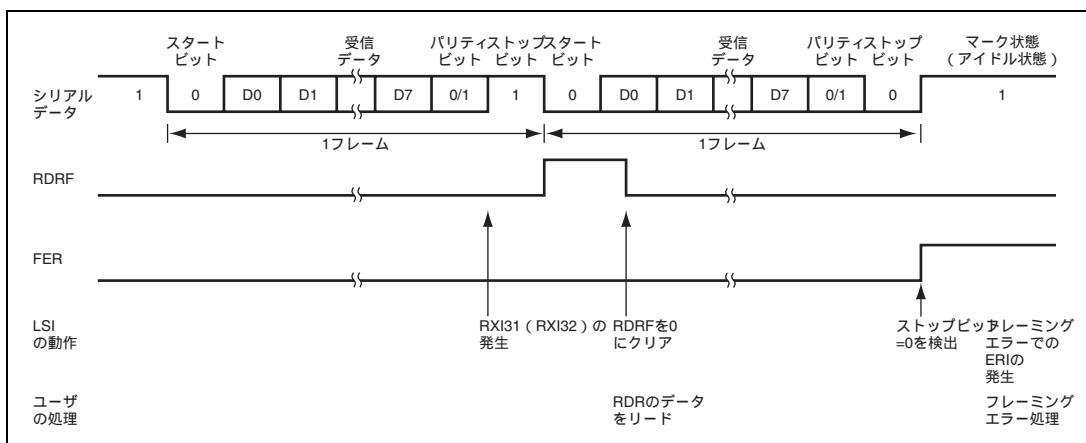 スタート
ビット
受信
データ
パリティ
ビット
ストップ
ビット
スタート
ビット
受信
データ
パリティ
ビット
ストップ
ビット
マーク状態
(アイドル状態)
シリアル
データ
1 0 D0 D1 D7 0/1 1 0 D0 D1 D7 0/1 0 1
1フレーム 1フレーム
RDRF
FER
LSI
の動作
RXI31(RXI32)の
発生
RDRFを0
にクリア
ストップビット
=0を検出
フレーミング
エラーでの
ERIの
発生
ユーザ
の処理
RDRのデータ
をリード
フレーミング
エラー処理